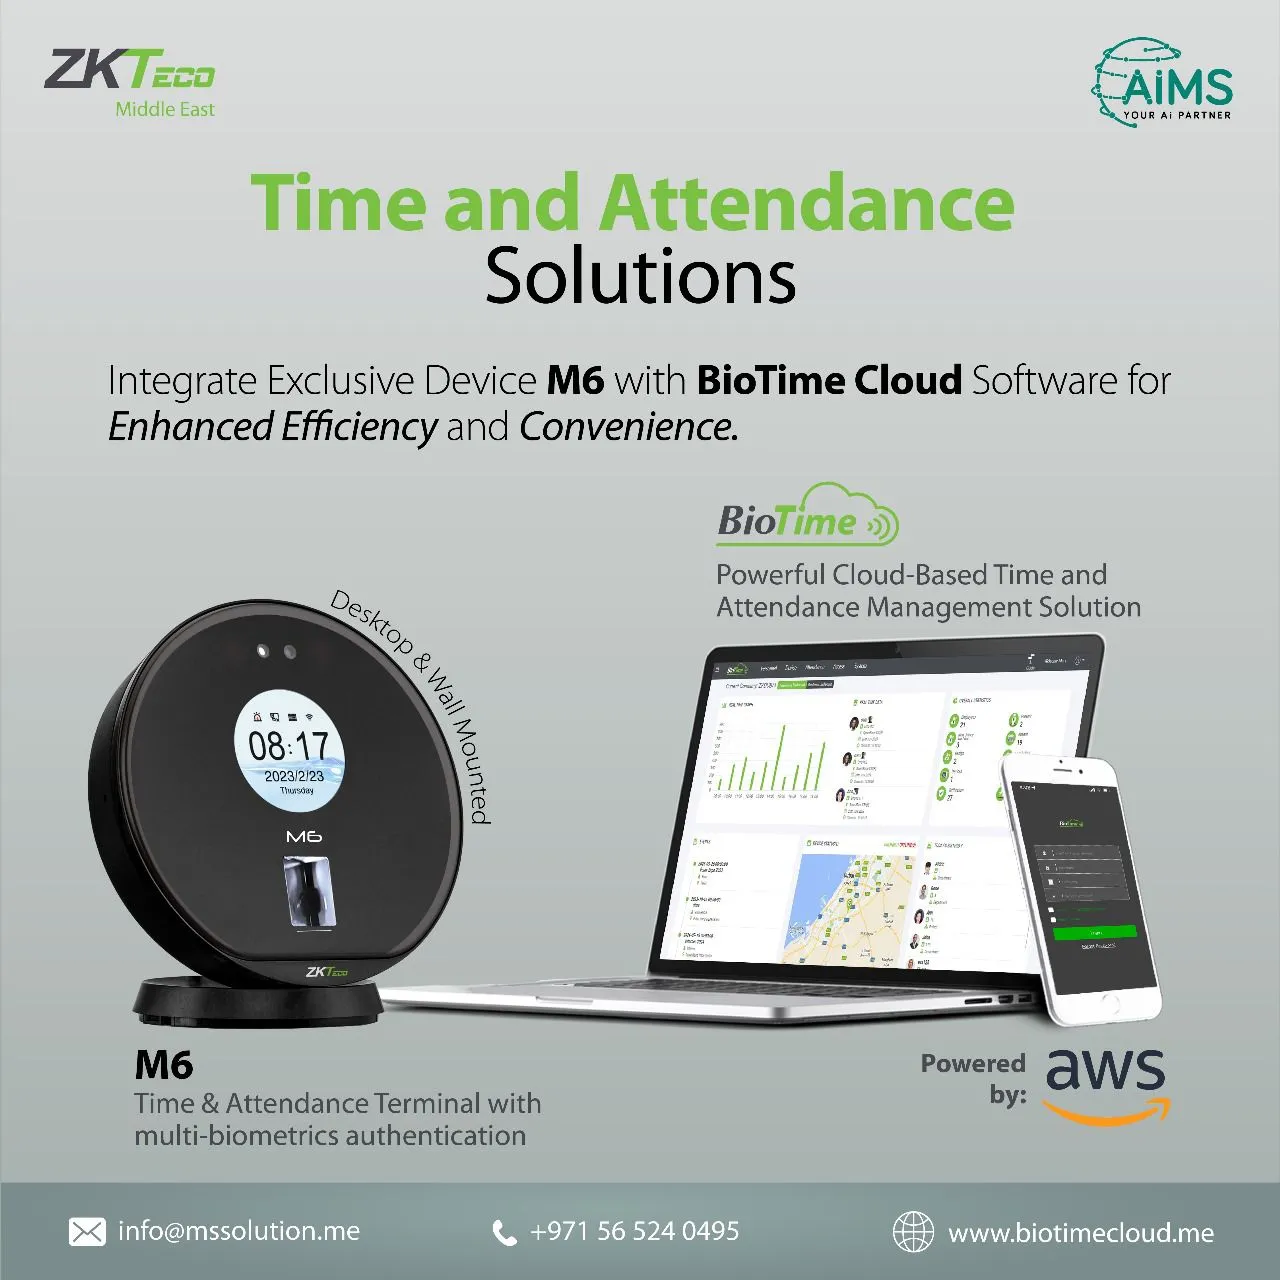 ZKTECO
Middle East
AiMS
YOUR Ai PARTNER
Time and Attendance
Solutions
Integrate Exclusive Device M6 with BioTime Cloud Software for
Enhanced Efficiency and Convenience.
BioTime
Powerful Cloud-Based Time and
Attendance Management Solution
Desktop & Wall Mounted
08:17
2023/2/23
Thursday
M6
ZKTECO
BioTime
M6
Time & Attendance Terminal with
multi-biometrics authentication
Powered
by:
aws
info@mssolution.me
+971 56 524 0495
www.biotimecloud.me